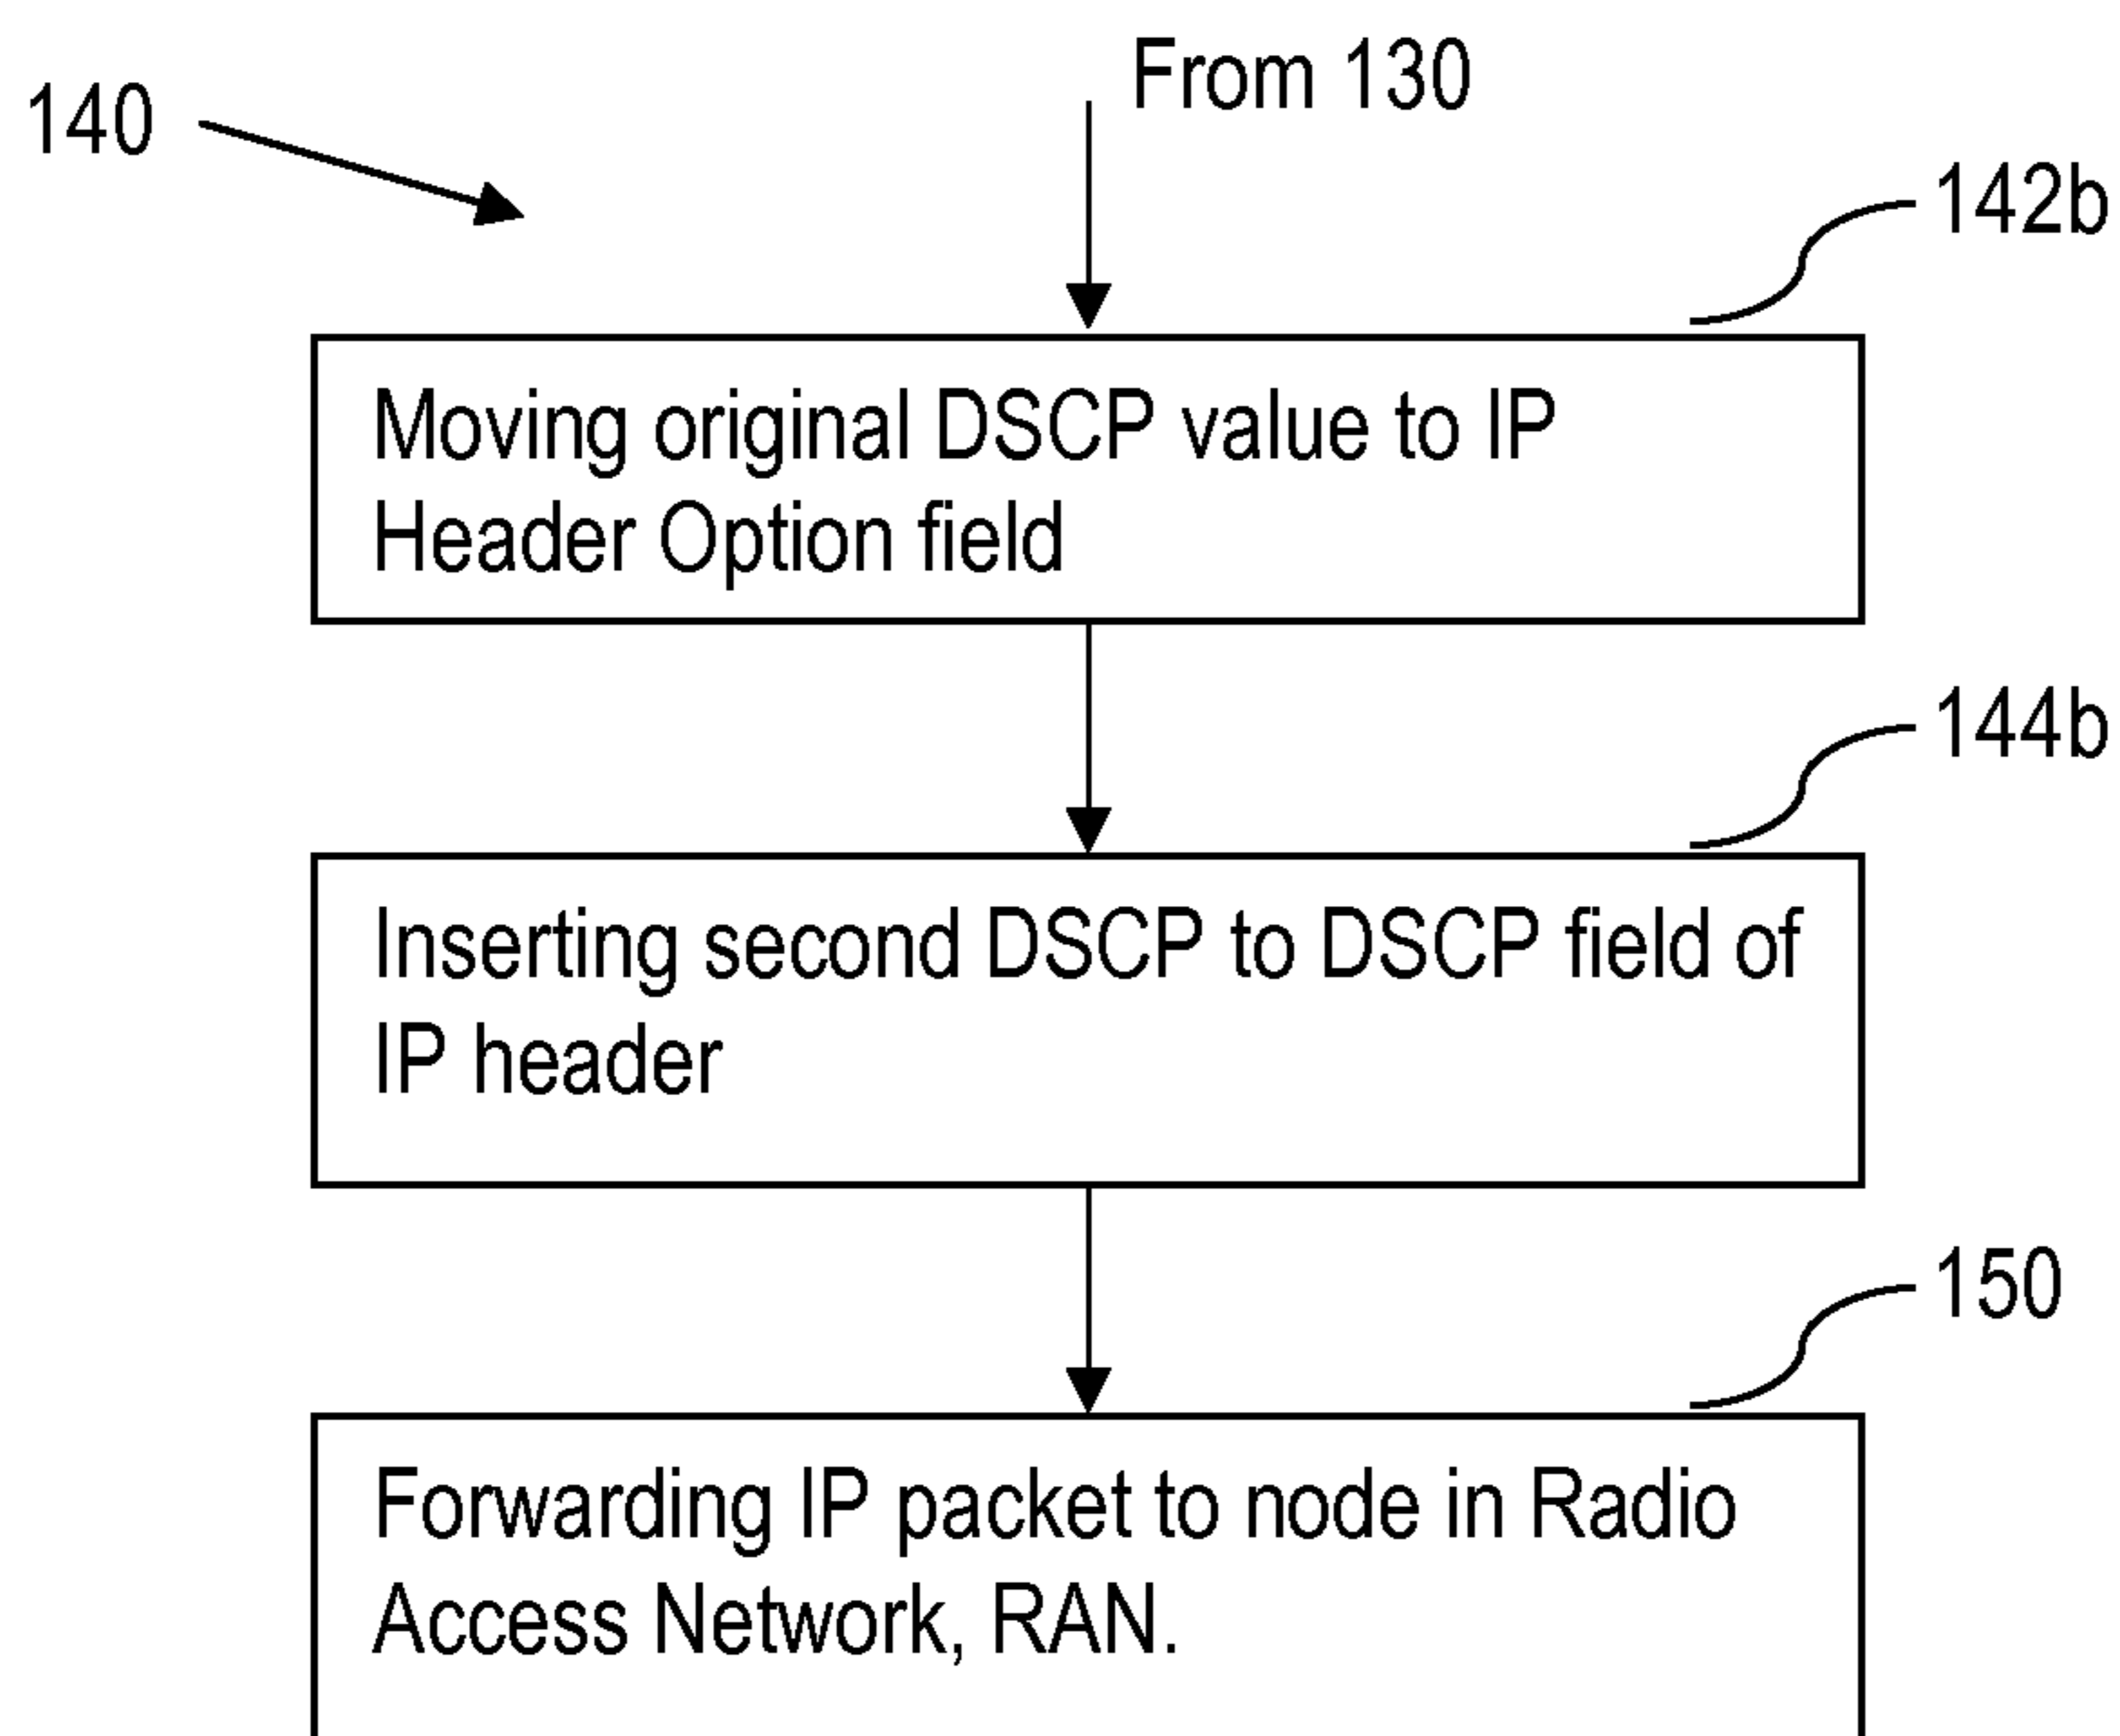 From 130
140
142b
Moving original DSCP value to IP
Header Option field
144b
Inserting second DSCP to DSCP field of
IP header
150
Forwarding IP packet to node in Radio
Access Network, RAN.